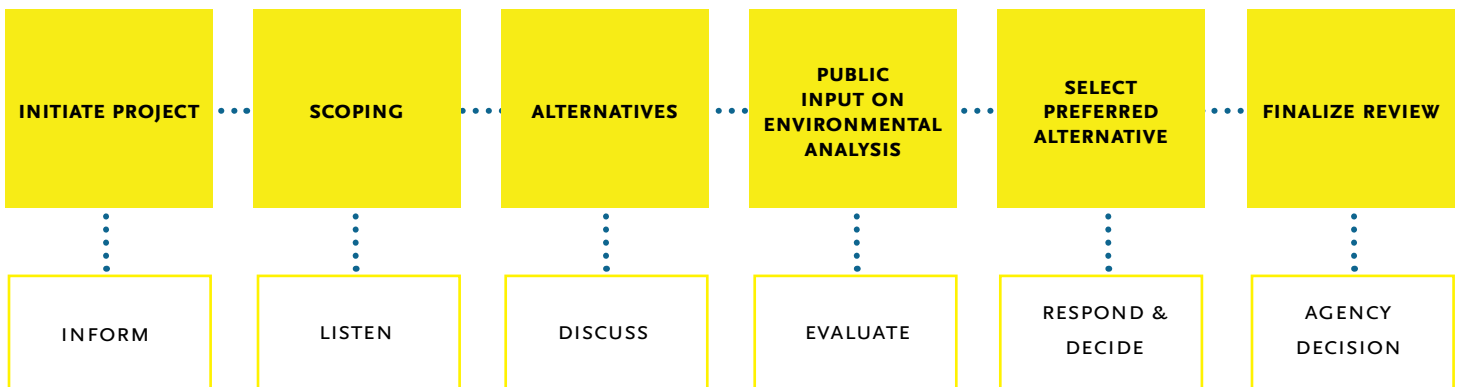 INITIATE PROJECT
SCOPING
ALTERNATIVES
PUBLIC
INPUT ON
ENVIRONMENTAL
ANALYSIS
SELECT
PREFERRED
ALTERNATIVE
FINALIZE REVIEW
INFORM
LISTEN
DISCUSS
EVALUATE
RESPOND &
DECIDE
AGENCY
DECISION